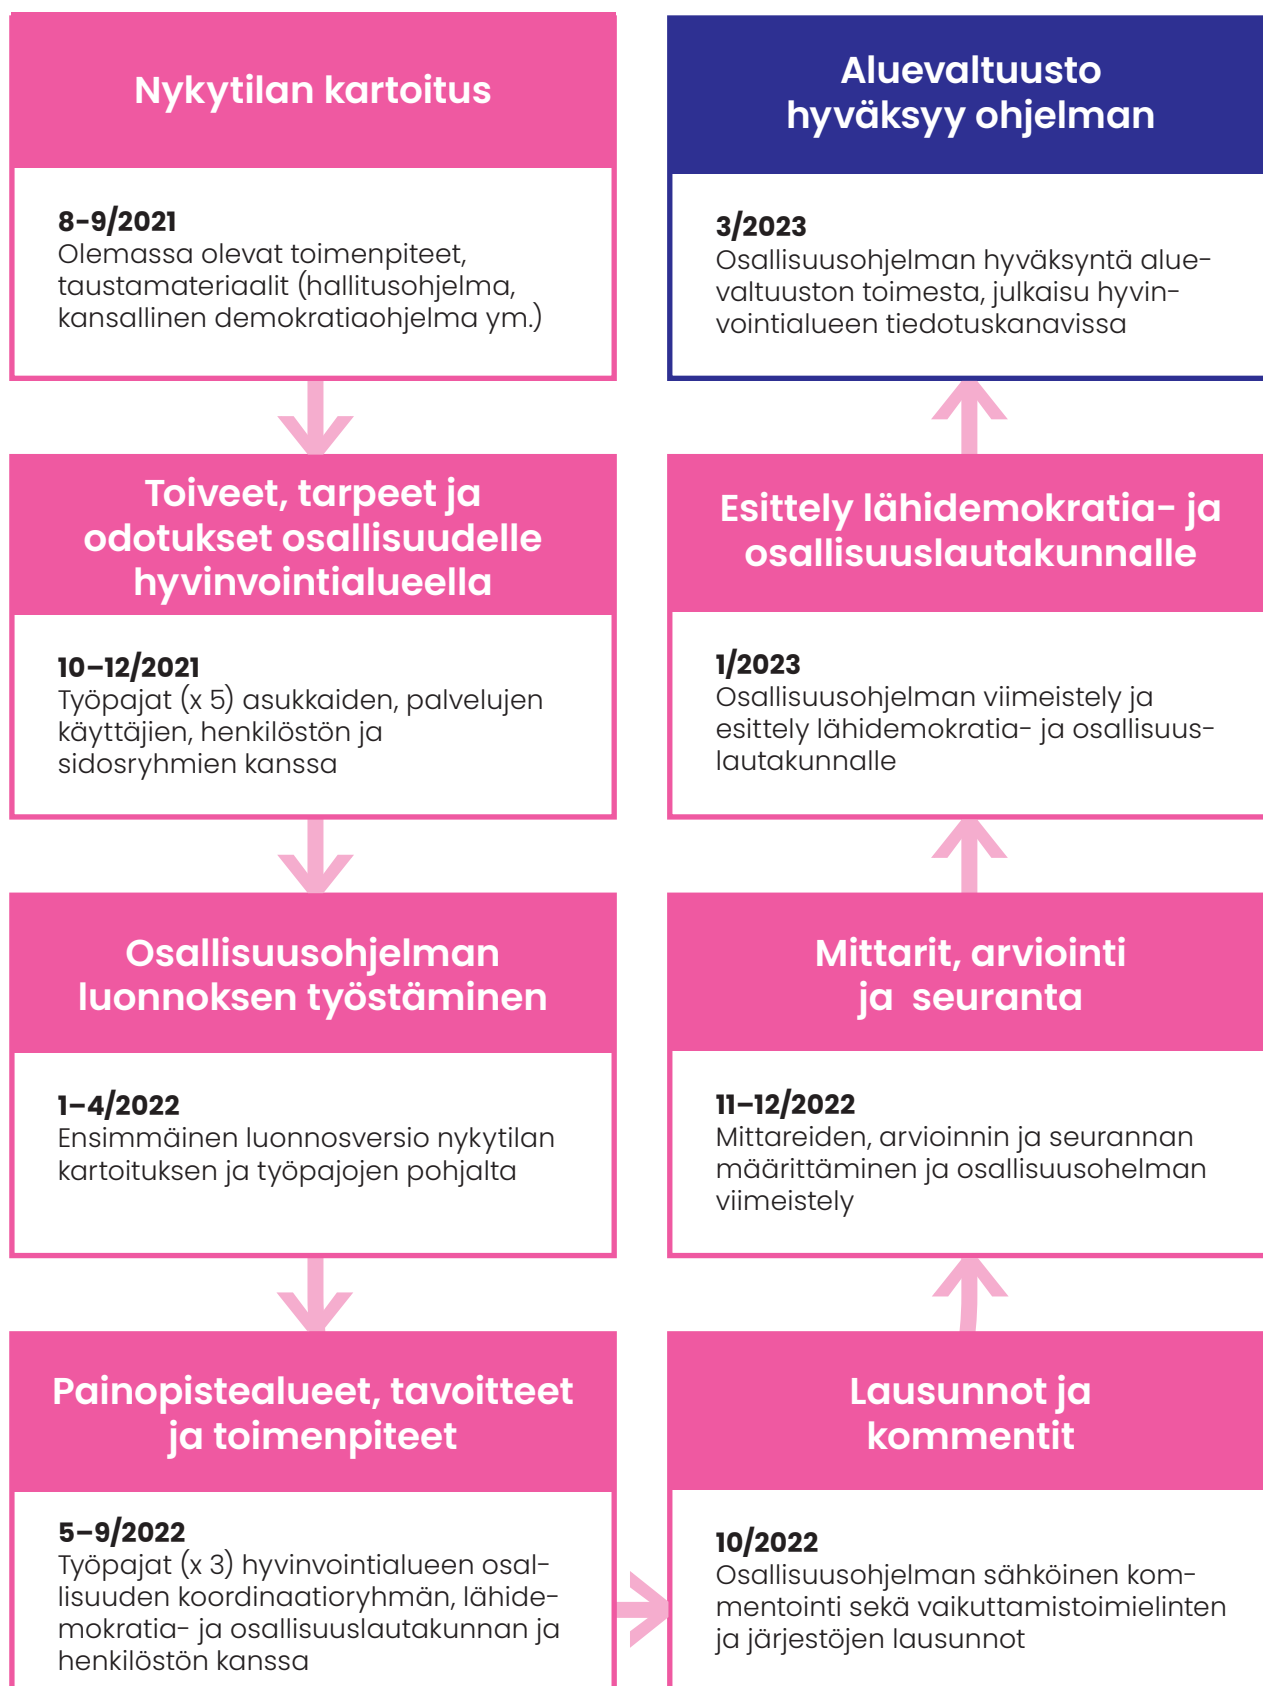 Nykytilan kartoitus
8-9/2021
Olemassa olevat toimenpiteet,
taustamateriaalit (hallitusohjelma,
kansallinen demokratiaohjelma ym.)
Toiveet, tarpeet ja
odotukset osallisuudelle
hyvinvointialueella
10–12/2021
Työpajat (x 5) asukkaiden, palvelujen
käyttäjien, henkilöstön ja
sidosryhmien kanssa
Osallisuusohjelman
luonnoksen työstäminen
1–4/2022
Ensimmäinen luonnosversio nykytilan
kartoituksen ja työpajojen pohjalta
Painopistealueet, tavoitteet
ja toimenpiteet
5–9/2022
Työpajat (x 3) hyvinvointialueen osal-
lisuuden koordinaatioryhmän, lähide-
mokratia- ja osallisuuslautakunnan ja
henkilöstön kanssa
Lausunnot ja
kommentit
10/2022
Osallisuusohjelman sähköinen kom-
mentointi sekä vaikuttamistoimielinten
ja järjestöjen lausunnot
Mittarit, arviointi
ja seuranta
11–12/2022
Mittareiden, arvioinnin ja seurannan
määrittäminen ja osallisuusohelman
viimeistely
Esittely lähidemokratia- ja
osallisuuslautakunnalle
1/2023
Osallisuusohjelman viimeistely ja
esittely lähidemokratia- ja osallisuus-
lautakunnalle
Aluevaltuusto
hyväksyy ohjelman
3/2023
Osallisuusohjelman hyväksyntä alue-
valtuuston toimesta, julkaisu hyvin-
vointialueen tiedotuskanavissa